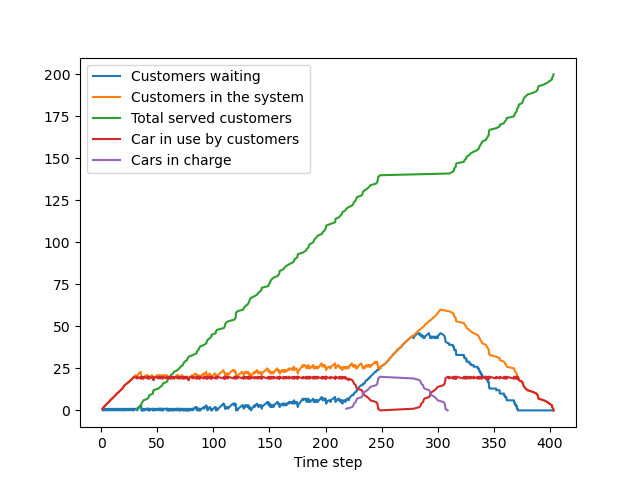 200
175
150
125
100
75
50
25
0
Customers waiting
Customers in the system
Total served customers
Car in use by customers
Cars in charge
0 50 100 150 200 250 300 350 400
Time step